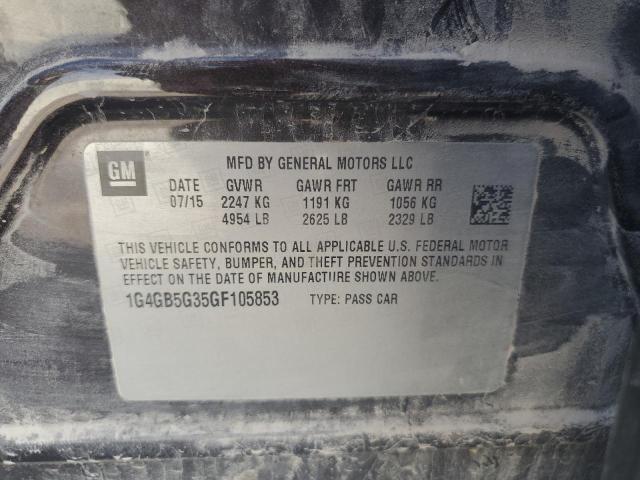 GM
MFD BY GENERAL MOTORS LLC
DATE GVWR GAWR FRT GAWR RR
07/15 2247 KG 1191 KG 1056 KG
4954 LB 2625 LB 2329 LB
THIS VEHICLE CONFORMS TO ALL APPLICABLE U.S. FEDERAL MOTOR
VEHICLE SAFETY, BUMPER, AND THEFT PREVENTION STANDARDS IN
EFFECT ON THE DATE OF MANUFACTURE SHOWN ABOVE.
1G4GB5G35GF105853 TYPE: PASS CAR